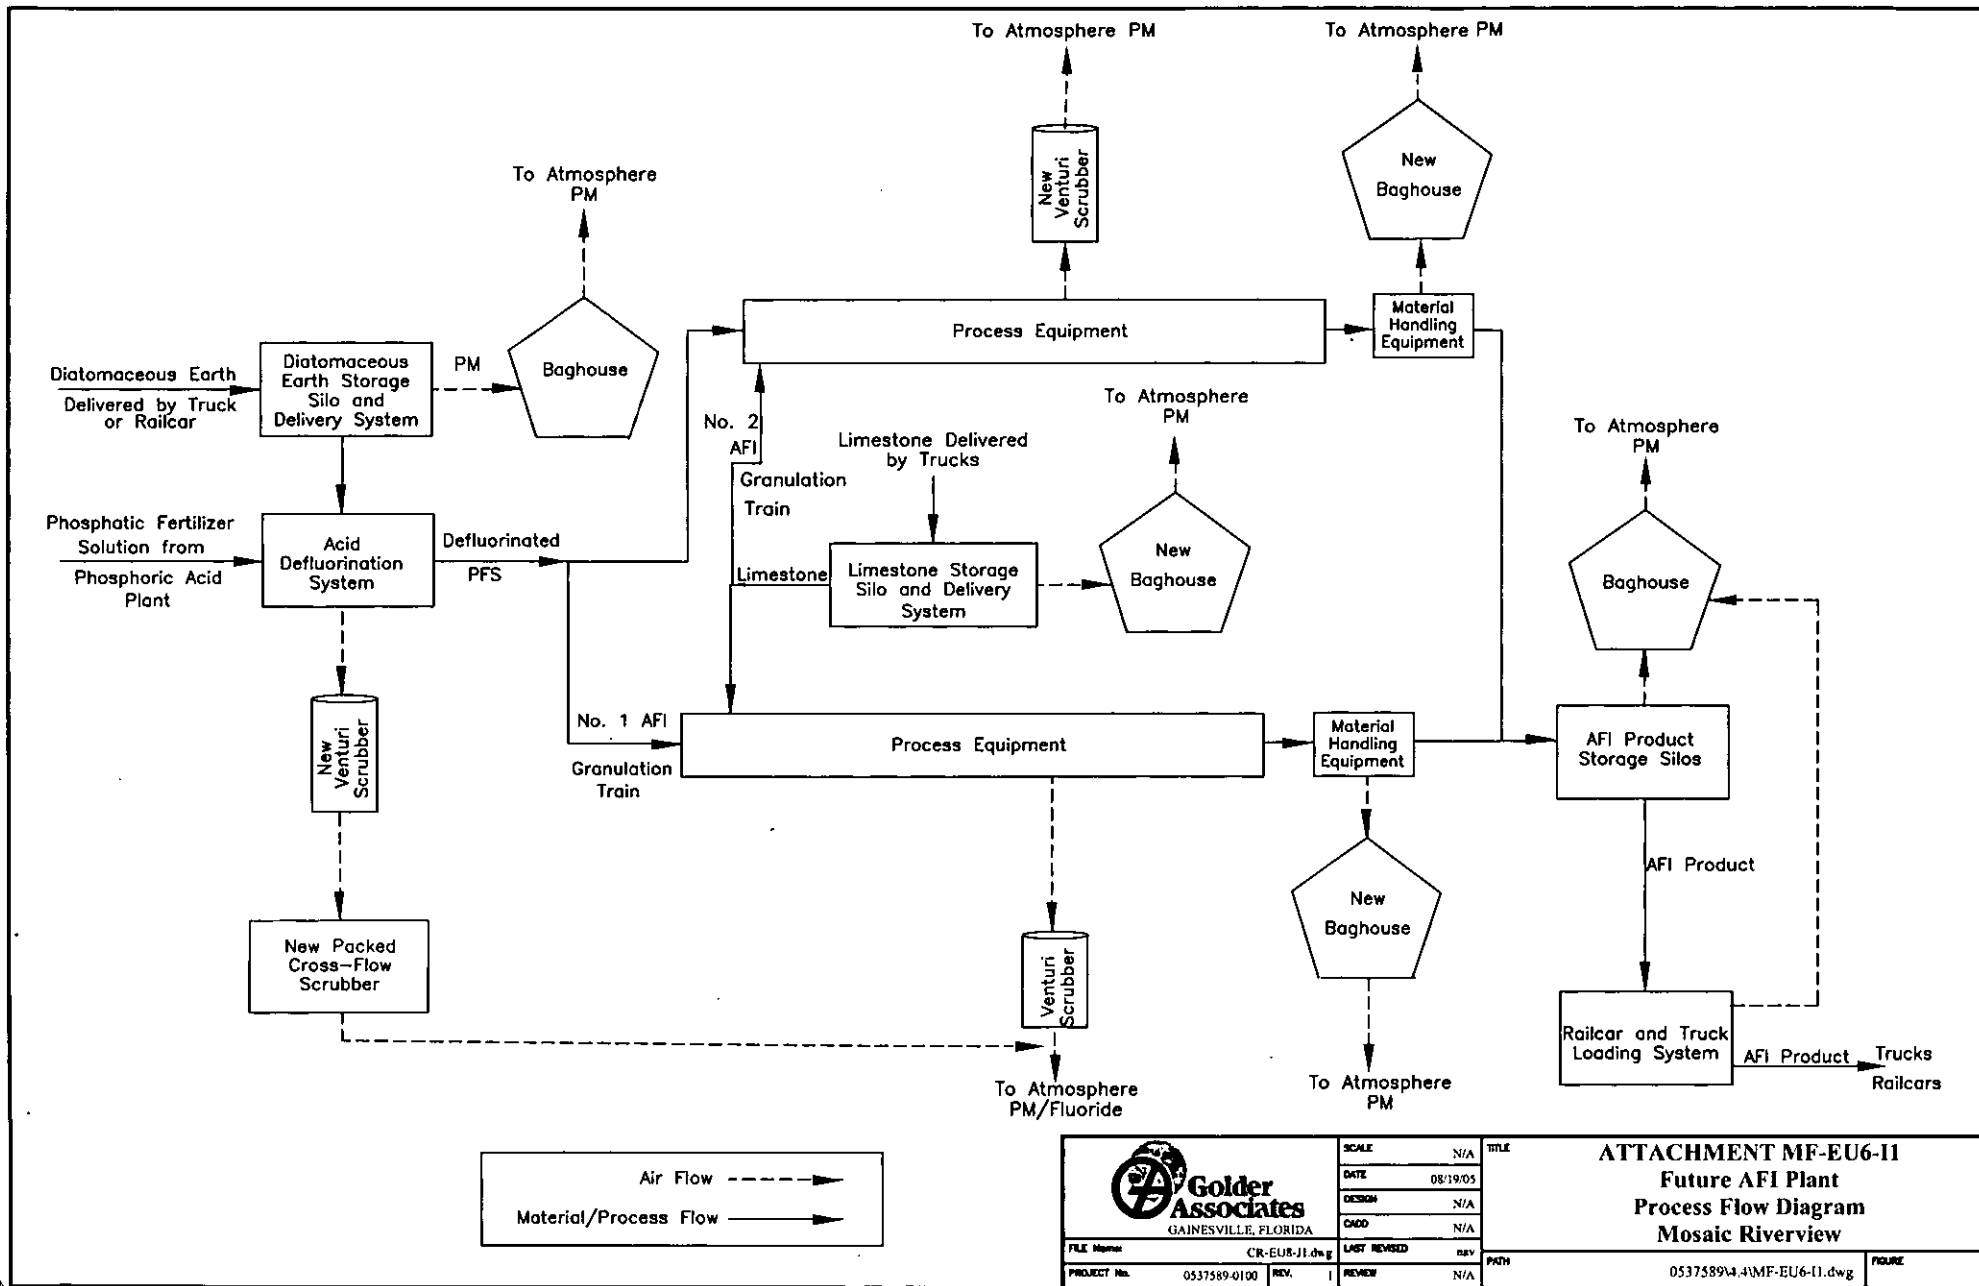 To Atmosphere PM
To Atmosphere PM
New
Venturi
Scrubber
New
Baghouse
To Atmosphere
PM
Process Equipment
Material
Handling
Equipment
Diatomaceous Earth
Delivered by Truck
or Railcar
Diatomaceous
Earth Storage
Silo and
Delivery System
PM
Baghouse
No. 2
AFI
Granulation
Train
Limestone Delivered
by Trucks
To Atmosphere
PM
To Atmosphere
PM
Phosphatic Fertilizer
Solution from
Phosphoric Acid
Plant
Acid
Defluorination
System
Defluorinated
PFS
Limestone
Limestone Storage
Silo and Delivery
System
New
Baghouse
Baghouse
New
Venturi
Scrubber
No. 1 AFI
Granulation
Train
Process Equipment
Material
Handling
Equipment
AFI Product
Storage Silos
AFI Product
New Packed
Cross-Flow
Scrubber
Venturi
Scrubber
New
Baghouse
Railcar and Truck
Loading System
AFI Product
Trucks
Railcars
To Atmosphere
PM/Fluoride
To Atmosphere
PM
Air Flow
Material/Process Flow
Golder
Associates
GAINESVILLE, FLORIDA
SCALE N/A
DATE 08/19/05
DESIGN N/A
CADD N/A
FILE Name: CR-EU8-J1.dwg
LAST REVISED
PROJECT No. 0537589-0100
REV. 1
REVIEW N/A
TITLE
ATTACHMENT MF-EU6-I1
Future AFI Plant
Process Flow Diagram
Mosaic Riverview
PATH
0537589\4.4\MF-EU6-I1.dwg
FIGURE